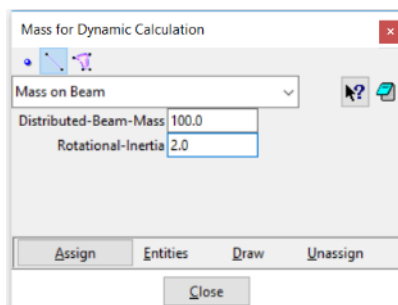 Mass for Dynamic Calculation
Mass on Beam
Distributed-Beam-Mass 100.0
Rotational-Inertia 2.0
Assign Entities Draw Unassign
Close